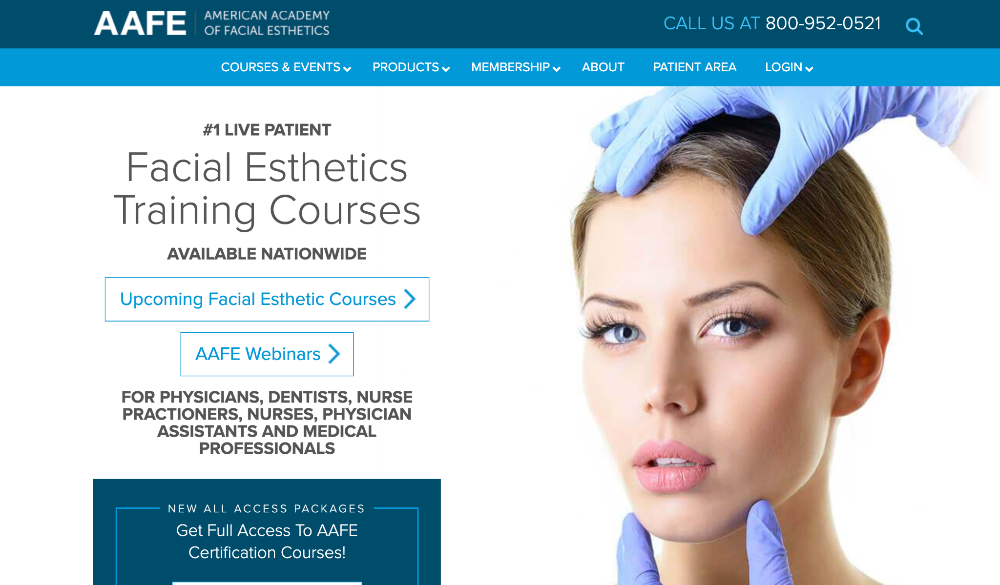 AAFE
AMERICAN ACADEMY
OF FACIAL ESTHETICS
CALL US AT 800-952-0521
COURSES & EVENTS
PRODUCTS
MEMBERSHIP
ABOUT
PATIENT AREA
LOGIN
#1 LIVE PATIENT
Facial Esthetics
Training Courses
AVAILABLE NATIONWIDE
Upcoming Facial Esthetic Courses
AAFE Webinars
FOR PHYSICIANS, DENTISTS, NURSE
PRACTIONERS, NURSES, PHYSICIAN
ASSISTANTS AND MEDICAL
PROFESSIONALS
NEW ALL ACCESS PACKAGES
Get Full Access To AAFE
Certification Courses!